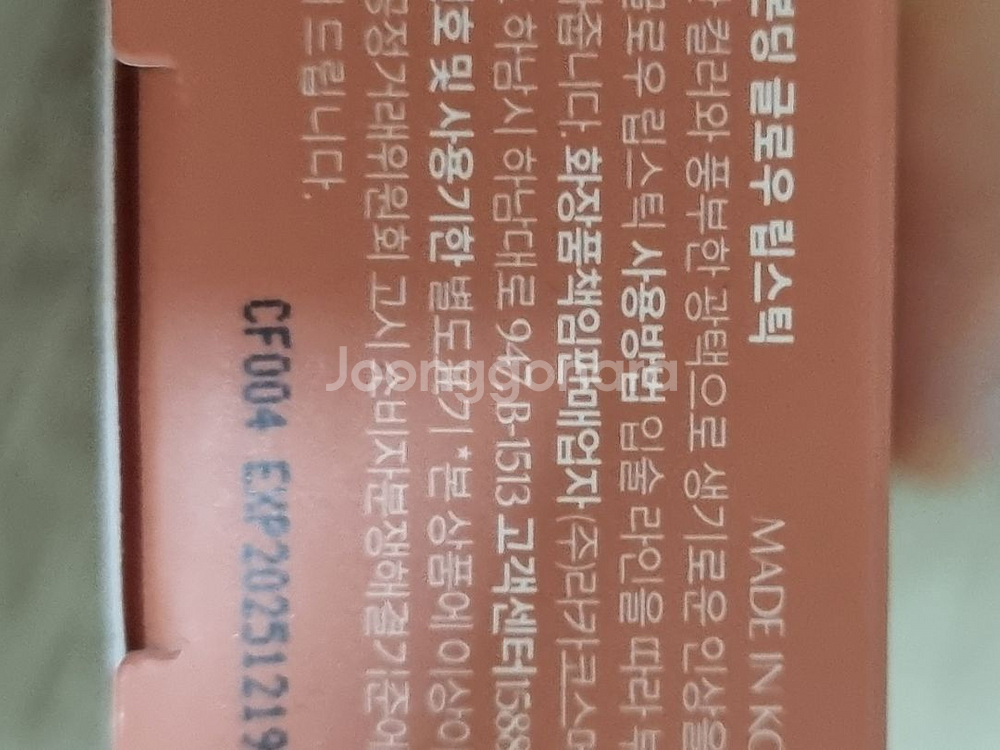 본딩 글로우 립스틱 MADE IN KO
컬러와 풍부한 광택으로 생기로운 인상을
글로우 립스틱 사용방법 입술 라인을 따라
줍니다. 화장품책임판매업자 (주)라카코스메
하남시 하남대로 947, B-1513 고객센터 1588
번호 및 사용기한 별도 표기 *본 상품에 이상이
공정거래위원회 고시 소비자분쟁해결기준에
드립니다.
CF004 EXP20251219
Joonggonara